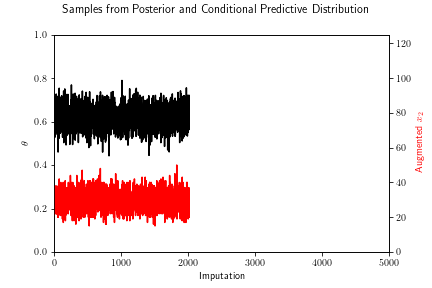 Samples from Posterior and Conditional Predictive Distribution
1.0
0.8
0.6
0.4
0.2
0.0
θ
120
100
80
60
40
20
0
Augmented x₂
0 1000 2000 3000 4000 5000
Imputation